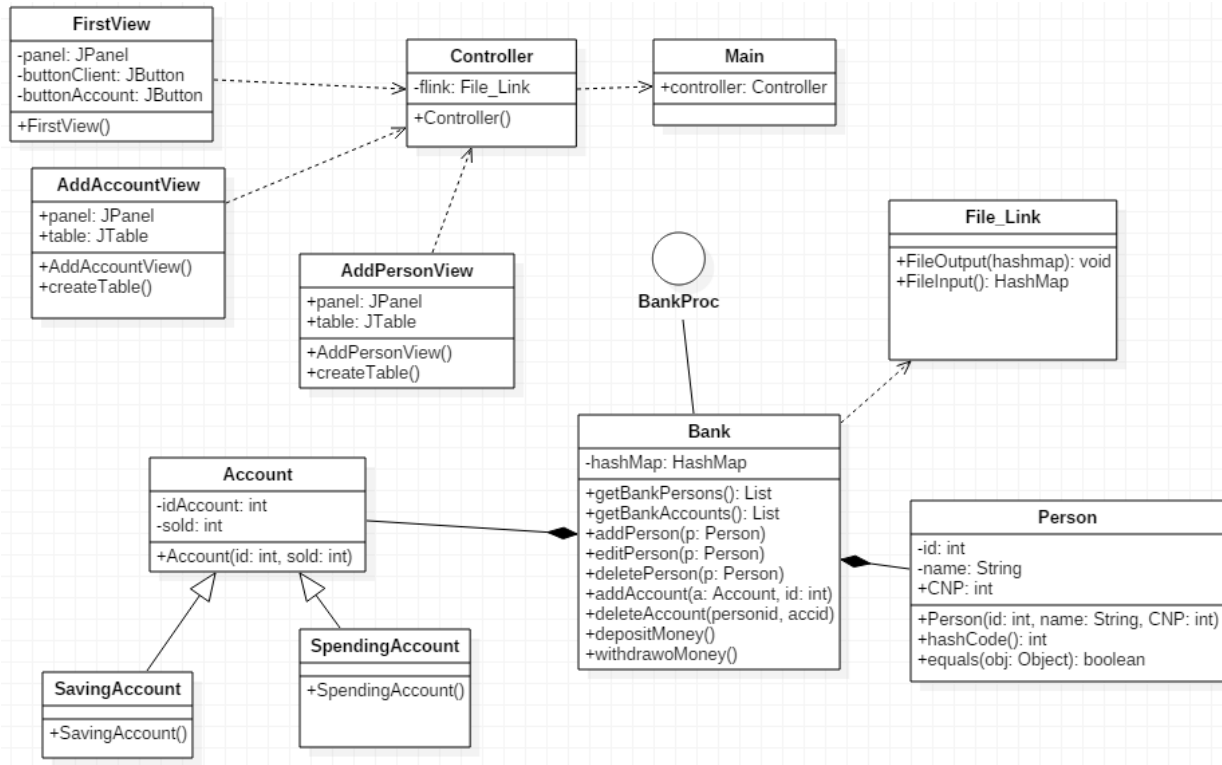 FirstView
-panel: JPanel
-buttonClient: JButton
-buttonAccount: JButton
+FirstView()
Controller
-flink: File_Link
+Controller()
Main
+controller: Controller
AddAccountView
+panel: JPanel
+table: JTable
+AddAccountView()
+createTable()
AddPersonView
+panel: JPanel
+table: JTable
+AddPersonView()
+createTable()
BankProc
File_Link
+FileOutput(hashmap): void
+FileInput(): HashMap
Account
-idAccount: int
-sold: int
+Account(id: int, sold: int)
Bank
-hashMap: HashMap
+getBankPersons(): List
+getBankAccounts(): List
+addPerson(p: Person)
+editPerson(p: Person)
+deletePerson(p: Person)
+addAccount(a: Account, id: int)
+deleteAccount(personid, accid)
+depositMoney()
+withdrawoMoney()
Person
-id: int
-name: String
+CNP: int
+Person(id: int, name: String, CNP: int)
+hashCode(): int
+equals(obj: Object): boolean
SavingAccount
+SavingAccount()
SpendingAccount
+SpendingAccount()